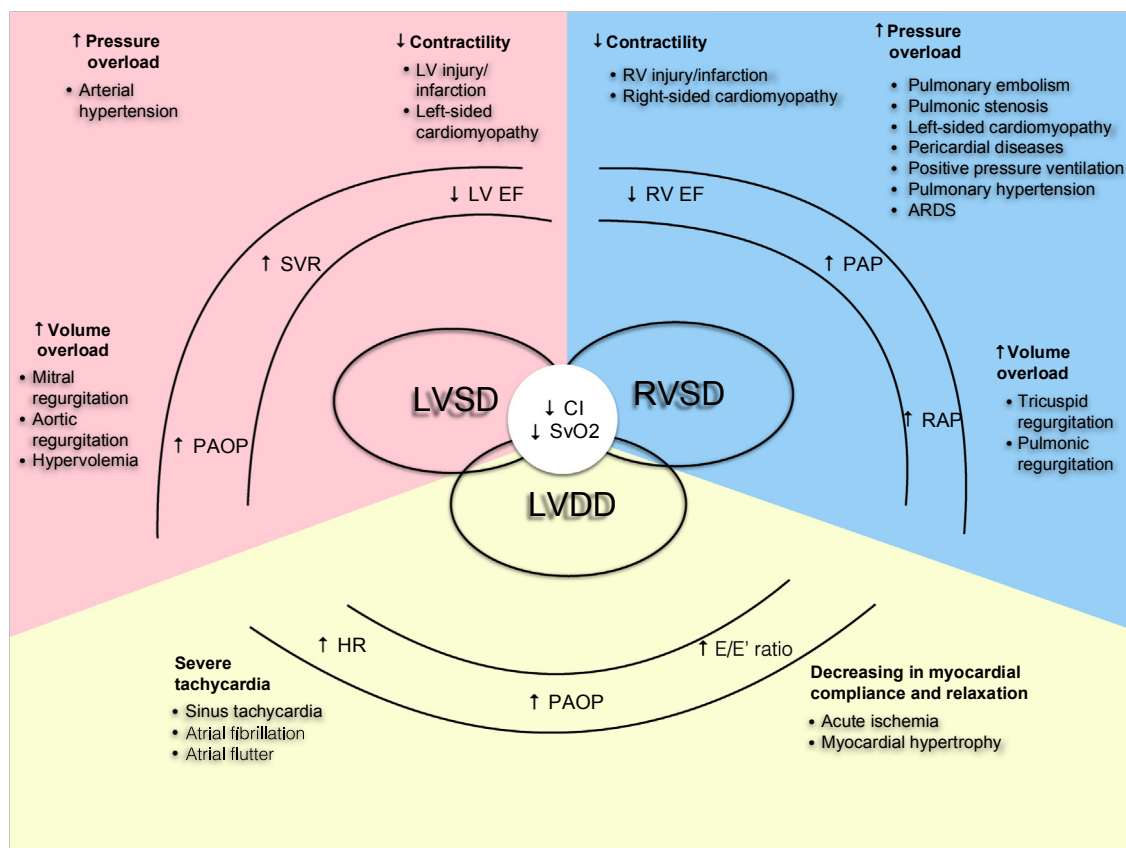 ↑ Pressure
overload
• Arterial
hypertension
↓ Contractility
• LV injury/
infarction
• Left-sided
cardiomyopathy
↓ Contractility
• RV injury/infarction
• Right-sided cardiomyopathy
↑ Pressure
overload
• Pulmonary embolism
• Pulmonic stenosis
• Left-sided cardiomyopathy
• Pericardial diseases
• Positive pressure ventilation
• Pulmonary hypertension
• ARDS
↓ LV EF
↓ RV EF
↑ SVR
↑ PAP
↑ Volume
overload
• Mitral
regurgitation
• Aortic
regurgitation
• Hypervolemia
↑ PAOP
LVSD
↓ CI
↓ SvO2
RVSD
LVDD
↑ RAP
↑ Volume
overload
• Tricuspid
regurgitation
• Pulmonic
regurgitation
↑ HR
↑ PAOP
↑ E/E’ ratio
Severe
tachycardia
• Sinus tachycardia
• Atrial fibrillation
• Atrial flutter
Decreasing in myocardial
compliance and relaxation
• Acute ischemia
• Myocardial hypertrophy